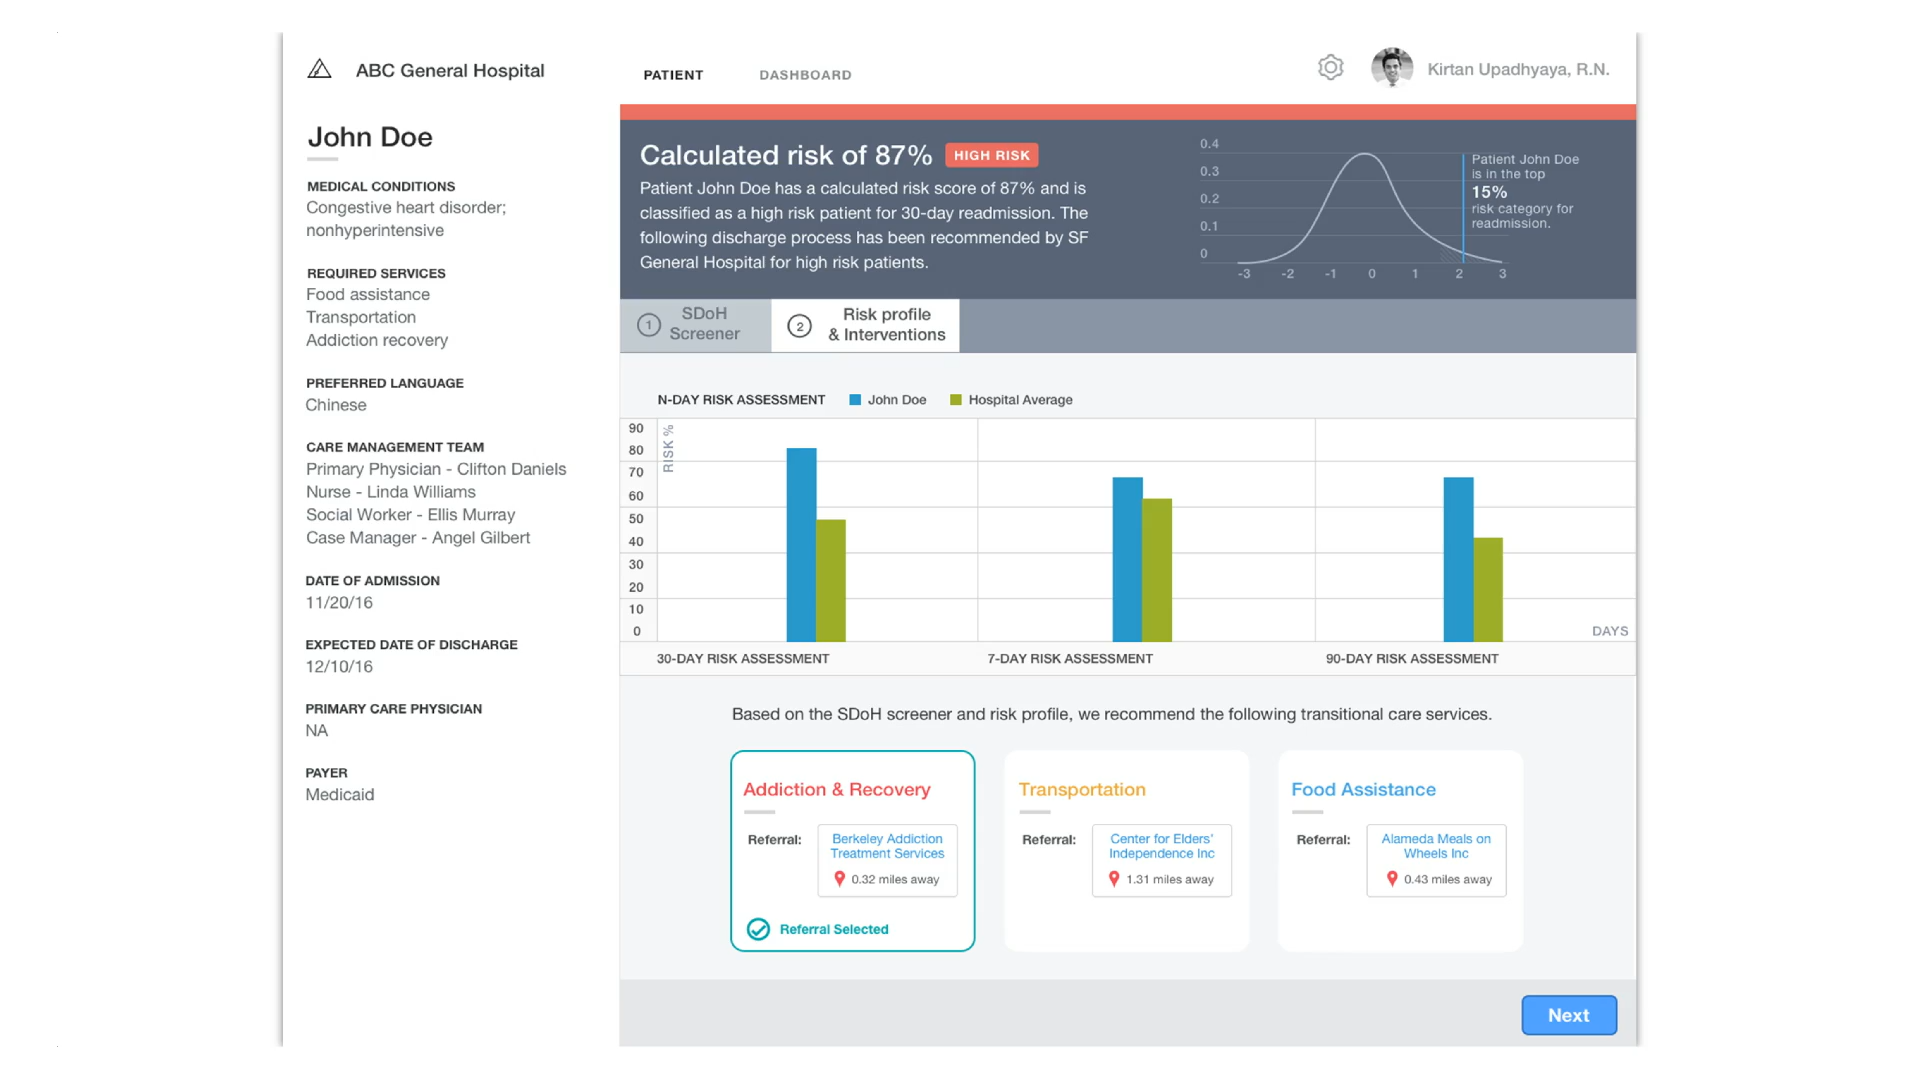 ABC General Hospital
PATIENT
DASHBOARD
Kirtan Upadhyaya, R.N.
John Doe
MEDICAL CONDITIONS
Congestive heart disorder;
nonhyperintensive
REQUIRED SERVICES
Food assistance
Transportation
Addiction recovery
PREFERRED LANGUAGE
Chinese
CARE MANAGEMENT TEAM
Primary Physician - Clifton Daniels
Nurse - Linda Williams
Social Worker - Ellis Murray
Case Manager - Angel Gilbert
DATE OF ADMISSION
11/20/16
EXPECTED DATE OF DISCHARGE
12/10/16
PRIMARY CARE PHYSICIAN
NA
PAYER
Medicaid
Calculated risk of 87% HIGH RISK
Patient John Doe has a calculated risk score of 87% and is
classified as a high risk patient for 30-day readmission. The
following discharge process has been recommended by SF
General Hospital for high risk patients.
0.4
0.3
0.2
0.1
0
-3 -2 -1 0 1 2 3
Patient John Doe
is in the top
15%
risk category for
readmission.
1 SDoH
Screener
2 Risk profile
& Interventions
N-DAY RISK ASSESSMENT John Doe Hospital Average
90
80
70
60
50
40
30
20
10
0
RISK %
DAYS
30-DAY RISK ASSESSMENT 7-DAY RISK ASSESSMENT 90-DAY RISK ASSESSMENT
Based on the SDoH screener and risk profile, we recommend the following transitional care services.
Addiction & Recovery
Referral:
Berkeley Addiction
Treatment Services
0.32 miles away
Referral Selected
Transportation
Referral:
Center for Elders'
Independence Inc
1.31 miles away
Food Assistance
Referral:
Alameda Meals on
Wheels Inc
0.43 miles away
Next